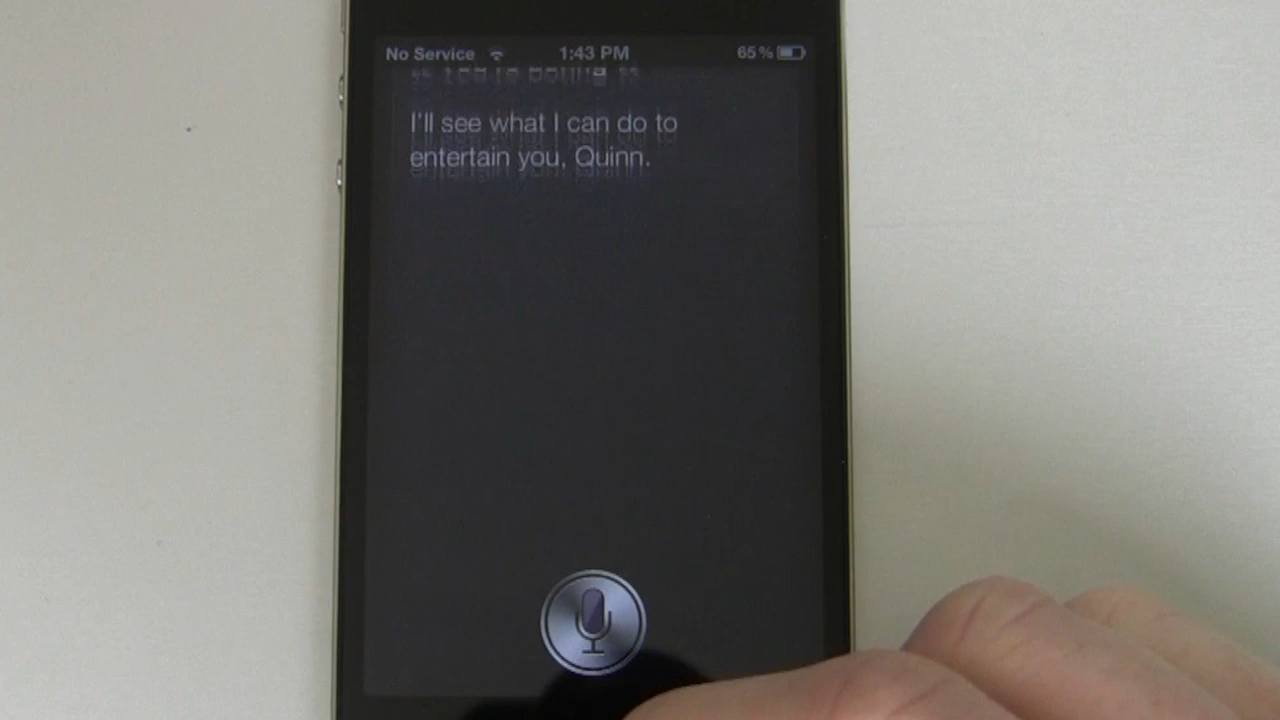 No Service 1:43 PM 65%
I'll see what I can do to
entertain you, Quinn.